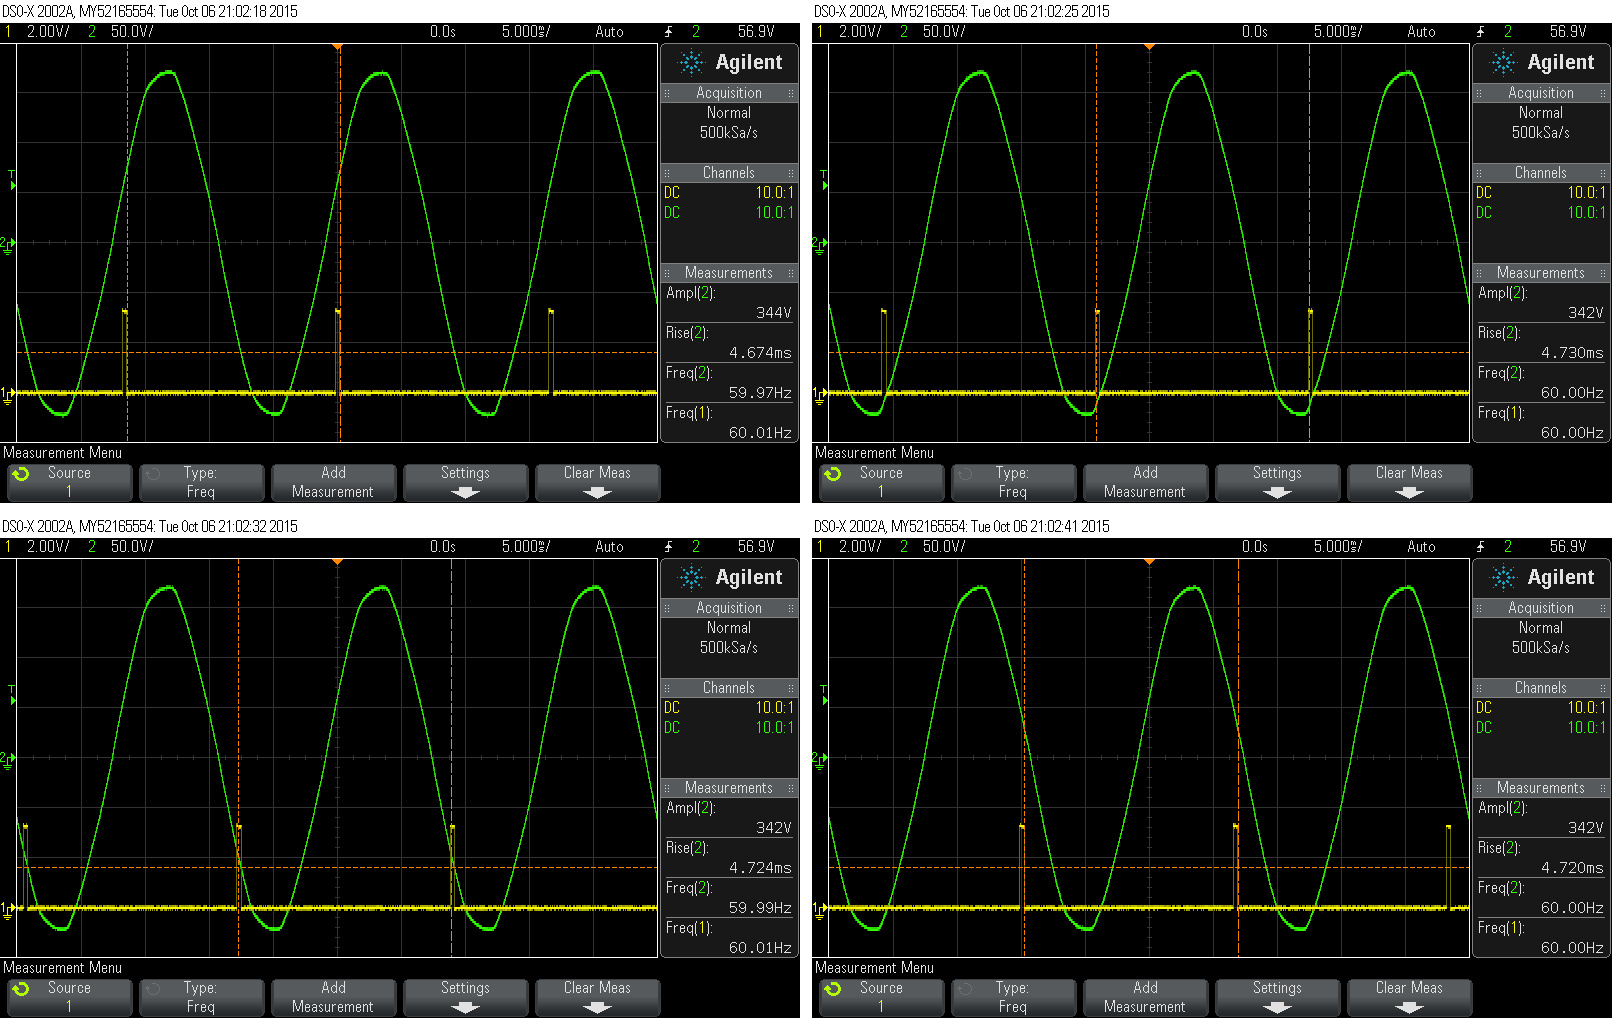 DSO-X 2002A, MY52165554: Tue Oct 06 21:02:18 2015
1 2.00V/ 2 50.0V/ 0.0s 5.000ms/ Auto 2 56.9V
Agilent
Acquisition
Normal
500kSa/s
Channels
DC 10.0:1
DC 10.0:1
Measurements
Ampl(2):
344V
Rise(2):
4.674ms
Freq(2):
59.97Hz
Freq(1):
60.01Hz
T
2
1
Measurement Menu
Source
1
Type:
Freq
Add
Measurement
Settings
Clear Meas
DSO-X 2002A, MY52165554: Tue Oct 06 21:02:25 2015
1 2.00V/ 2 50.0V/ 0.0s 5.000ms/ Auto 2 56.9V
Agilent
Acquisition
Normal
500kSa/s
Channels
DC 10.0:1
DC 10.0:1
Measurements
Ampl(2):
342V
Rise(2):
4.730ms
Freq(2):
60.00Hz
Freq(1):
60.00Hz
T
2
1
Measurement Menu
Source
1
Type:
Freq
Add
Measurement
Settings
Clear Meas
DSO-X 2002A, MY52165554: Tue Oct 06 21:02:32 2015
1 2.00V/ 2 50.0V/ 0.0s 5.000ms/ Auto 2 56.9V
Agilent
Acquisition
Normal
500kSa/s
Channels
DC 10.0:1
DC 10.0:1
Measurements
Ampl(2):
342V
Rise(2):
4.724ms
Freq(2):
59.99Hz
Freq(1):
60.01Hz
T
2
1
Measurement Menu
Source
1
Type:
Freq
Add
Measurement
Settings
Clear Meas
DSO-X 2002A, MY52165554: Tue Oct 06 21:02:41 2015
1 2.00V/ 2 50.0V/ 0.0s 5.000ms/ Auto 2 56.9V
Agilent
Acquisition
Normal
500kSa/s
Channels
DC 10.0:1
DC 10.0:1
Measurements
Ampl(2):
342V
Rise(2):
4.720ms
Freq(2):
60.00Hz
Freq(1):
60.00Hz
T
2
1
Measurement Menu
Source
1
Type:
Freq
Add
Measurement
Settings
Clear Meas